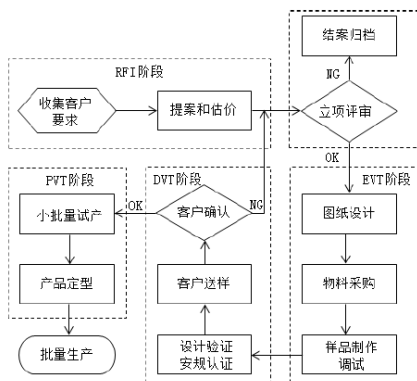 结案归档
RFI阶段
NG
收集客户
要求
提案和估价
立项评审
OK
PVT阶段
DVT阶段
EVT阶段
小批量试产
OK
客户确认
NG
图纸设计
产品定型
客户送样
物料采购
批量生产
设计验证
安规认证
样品制作
调试